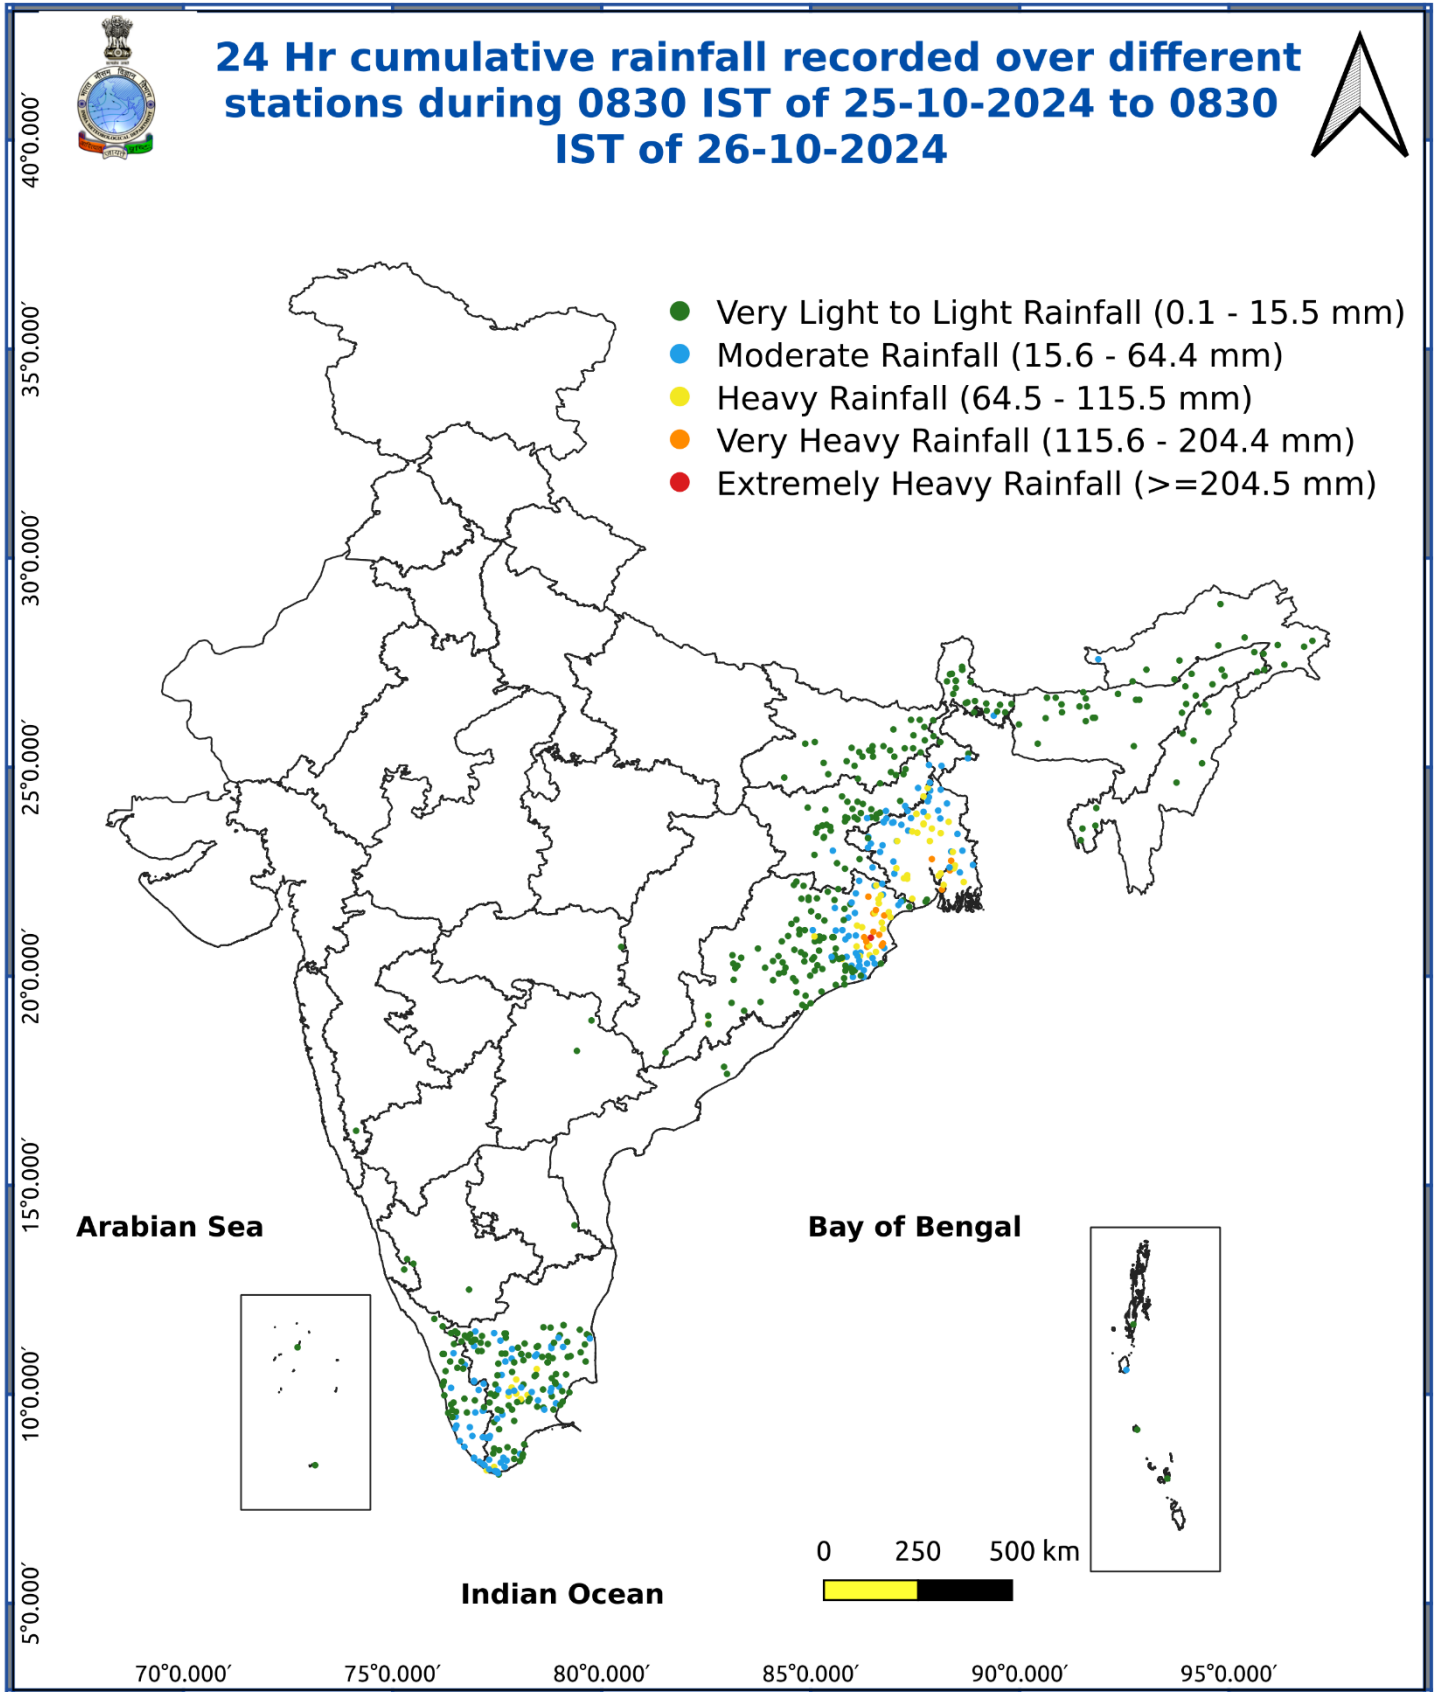 24 Hr cumulative rainfall recorded over different
stations during 0830 IST of 25-10-2024 to 0830
IST of 26-10-2024
Very Light to Light Rainfall (0.1 - 15.5 mm)
Moderate Rainfall (15.6 - 64.4 mm)
Heavy Rainfall (64.5 - 115.5 mm)
Very Heavy Rainfall (115.6 - 204.4 mm)
Extremely Heavy Rainfall (>=204.5 mm)
40°0.000′
35°0.000′
30°0.000′
25°0.000′
20°0.000′
15°0.000′
10°0.000′
5°0.000′
Arabian Sea
Bay of Bengal
Indian Ocean
0 250 500 km
70°0.000′ 75°0.000′ 80°0.000′ 85°0.000′ 90°0.000′ 95°0.000′